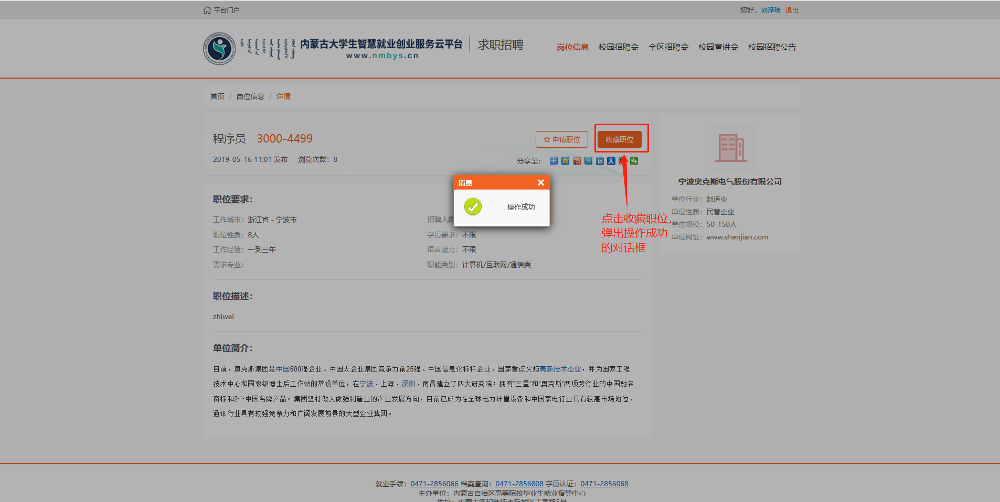 平台门户
您好，刘泽琦 退出
内蒙古大学生智慧就业创业服务云平台
www.nmbys.cn
求职招聘
岗位信息 校园招聘会 全区招聘会 校园宣讲会 校园招聘公告
首页 / 岗位信息 / 详情
程序员 3000-4499
申请职位
收藏职位
2019-05-16 11:01 发布 浏览次数：8
分享至：
消息
操作成功
点击收藏职位，
弹出操作成功
的对话框
职位要求：
工作城市：浙江省 - 宁波市
招聘人数
职位性质：8人
学历要求：不限
工作经验：一到三年
语言能力：不限
需求专业：
职能类别：计算机/互联网/通信类
职位描述：
zhiwei
单位简介：
目前，奥克斯集团是中国500强企业、中国大企业集团竞争力前25强、中国信息化标杆企业、国家重点火炬高新技术企业，并为国家工程
技术中心和国家级博士后工作站的常设单位，在宁波、上海、深圳、南昌建立了四大研究院；拥有“三星”和“奥克斯”两项跨行业的中国驰名
商标和2个中国名牌产品。集团坚持做大做强制造业的产业发展方向，目前已成为在全球电力计量设备和中国家电行业具有较高市场地位、
通讯行业具有较强竞争力和广阔发展前景的大型企业集团。
宁波奥克斯电气股份有限公司
单位行业：制造业
单位性质：民营企业
单位规模：50-150人
单位网址：www.shenjian.com
就业手续：0471-2856066 档案查询：0471-2856808 学历认证：0471-2856068
主办单位：内蒙古自治区高等院校毕业生就业指导中心